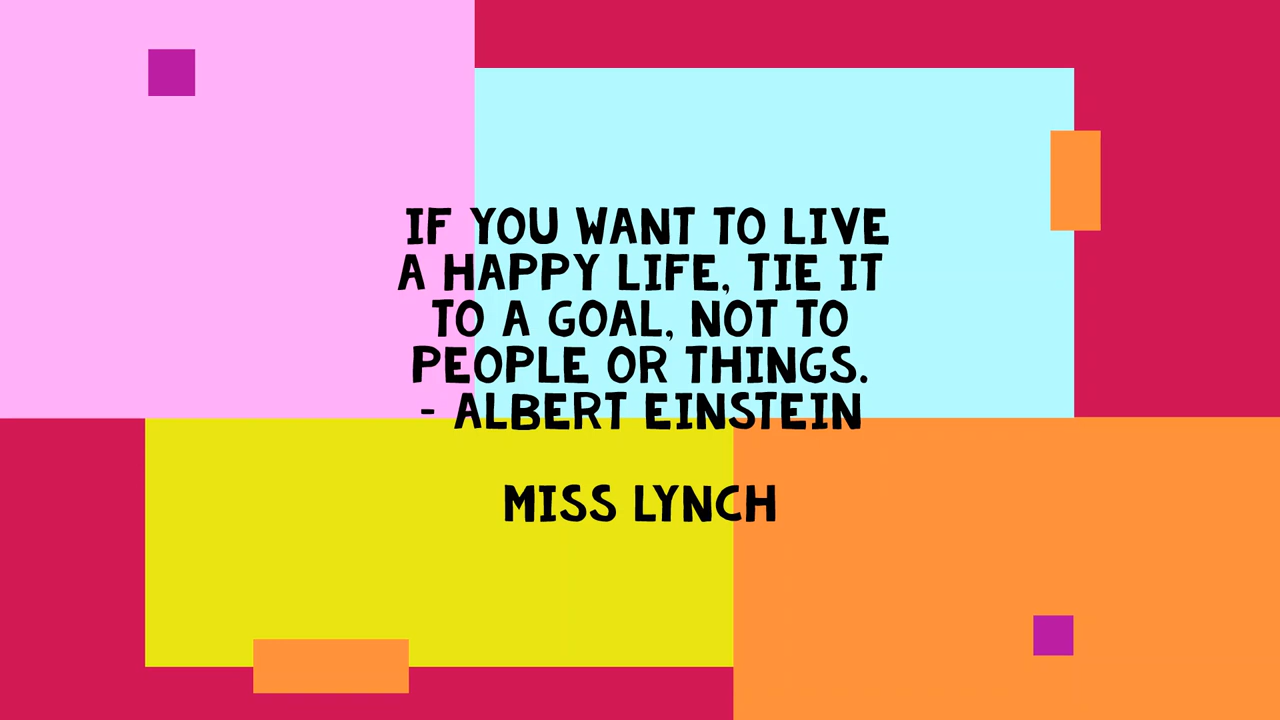 IF YOU WANT TO LIVE
A HAPPY LIFE, TIE IT
TO A GOAL, NOT TO
PEOPLE OR THINGS.
- ALBERT EINSTEIN
MISS LYNCH